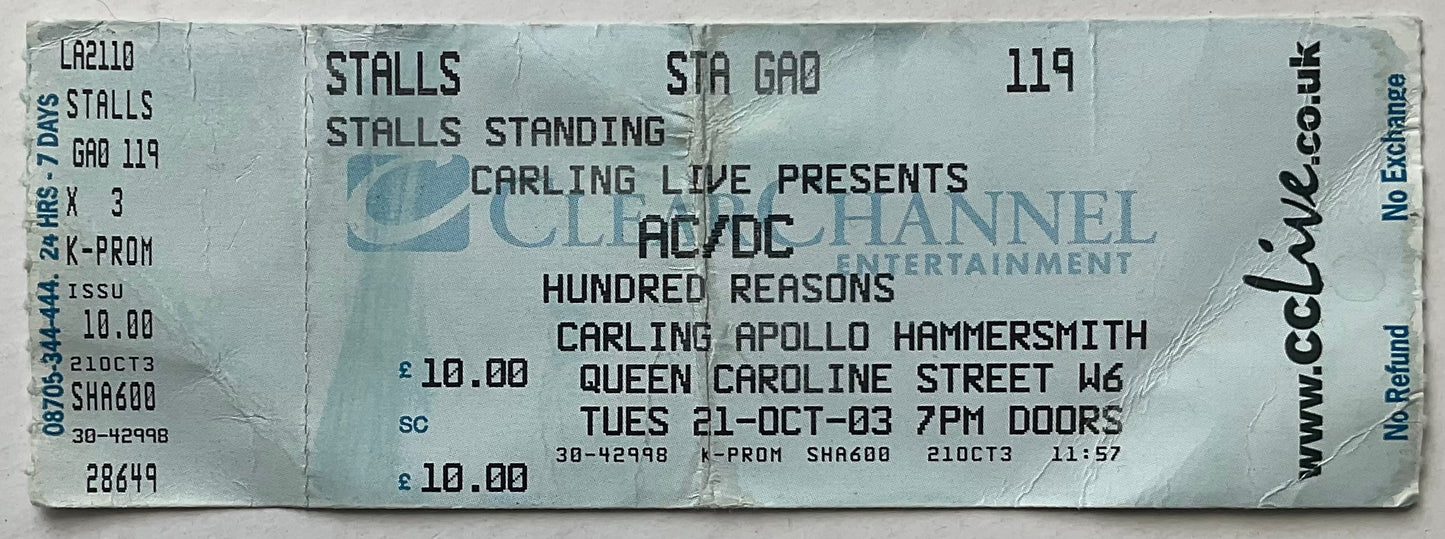 LA2110
STALLS
GA0 119
X 3
K-PROM
ISSU
10.00
21OCT3
SHA600
30-42998
28649
08705-344-444. 24 HRS - 7 DAYS
STALLS STA GA0 119
STALLS STANDING
CARLING LIVE PRESENTS
CLEARCHANNEL
AC/DC
ENTERTAINMENT
HUNDRED REASONS
CARLING APOLLO HAMMERSMITH
£ 10.00 QUEEN CAROLINE STREET W6
SC TUES 21-OCT-03 7PM DOORS
30-42998 K-PROM SHA600 21OCT3 11:57
£ 10.00
www.ccLive.co.uk
No Refund No Exchange